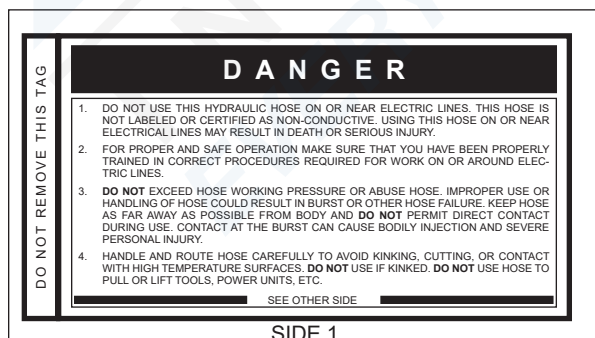 DANGER
DO NOT REMOVE THIS TAG
1. DO NOT USE THIS HYDRAULIC HOSE ON OR NEAR ELECTRIC LINES. THIS HOSE IS
NOT LABELED OR CERTIFIED AS NON-CONDUCTIVE. USING THIS HOSE ON OR NEAR
ELECTRICAL LINES MAY RESULT IN DEATH OR SERIOUS INJURY.
2. FOR PROPER AND SAFE OPERATION MAKE SURE THAT YOU HAVE BEEN PROPERLY
TRAINED IN CORRECT PROCEDURES REQUIRED FOR WORK ON OR AROUND ELEC-
TRIC LINES.
3. DO NOT EXCEED HOSE WORKING PRESSURE OR ABUSE HOSE. IMPROPER USE OR
HANDLING OF HOSE COULD RESULT IN BURST OR OTHER HOSE FAILURE. KEEP HOSE
AS FAR AWAY AS POSSIBLE FROM BODY AND DO NOT PERMIT DIRECT CONTACT
DURING USE. CONTACT AT THE BURST CAN CAUSE BODILY INJECTION AND SEVERE
PERSONAL INJURY.
4. HANDLE AND ROUTE HOSE CAREFULLY TO AVOID KINKING, CUTTING, OR CONTACT
WITH HIGH TEMPERATURE SURFACES. DO NOT USE IF KINKED. DO NOT USE HOSE TO
PULL OR LIFT TOOLS, POWER UNITS, ETC.
SEE OTHER SIDE
SIDE 1